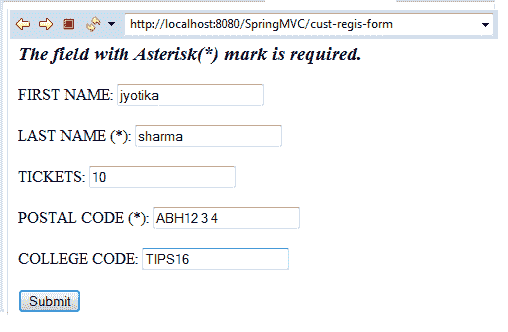 http://localhost:8080/SpringMVC/cust-regis-form
The field with Asterisk(*) mark is required.
FIRST NAME: jyotika
LAST NAME (*): sharma
TICKETS: 10
POSTAL CODE (*): ABH12 3 4
COLLEGE CODE: TIPS16
Submit